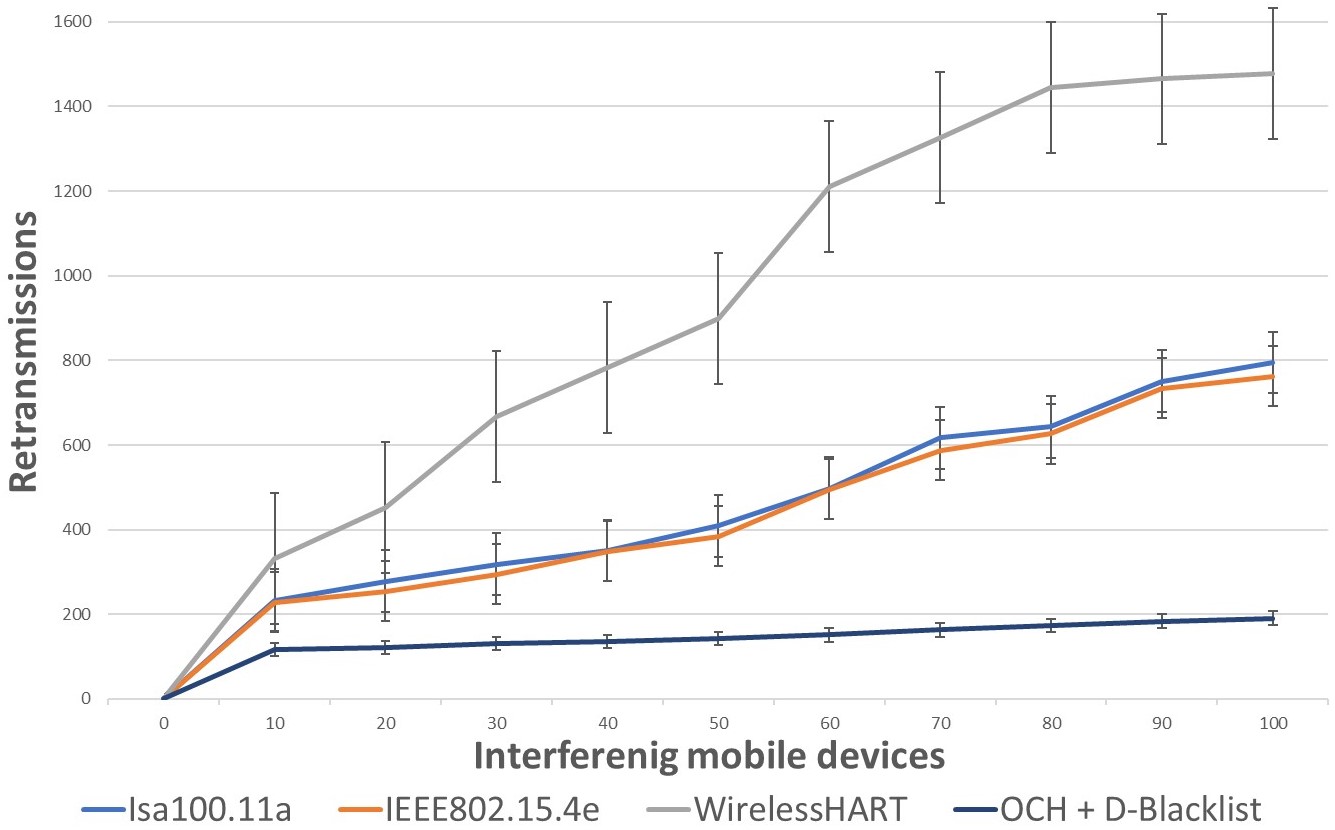 1600
1400
1200
1000
800
600
400
200
0
Retransmissions
0 10 20 30 40 50 60 70 80 90 100
Interferenig mobile devices
Isa100.11a IEEE802.15.4e WirelessHART OCH + D-Blacklist